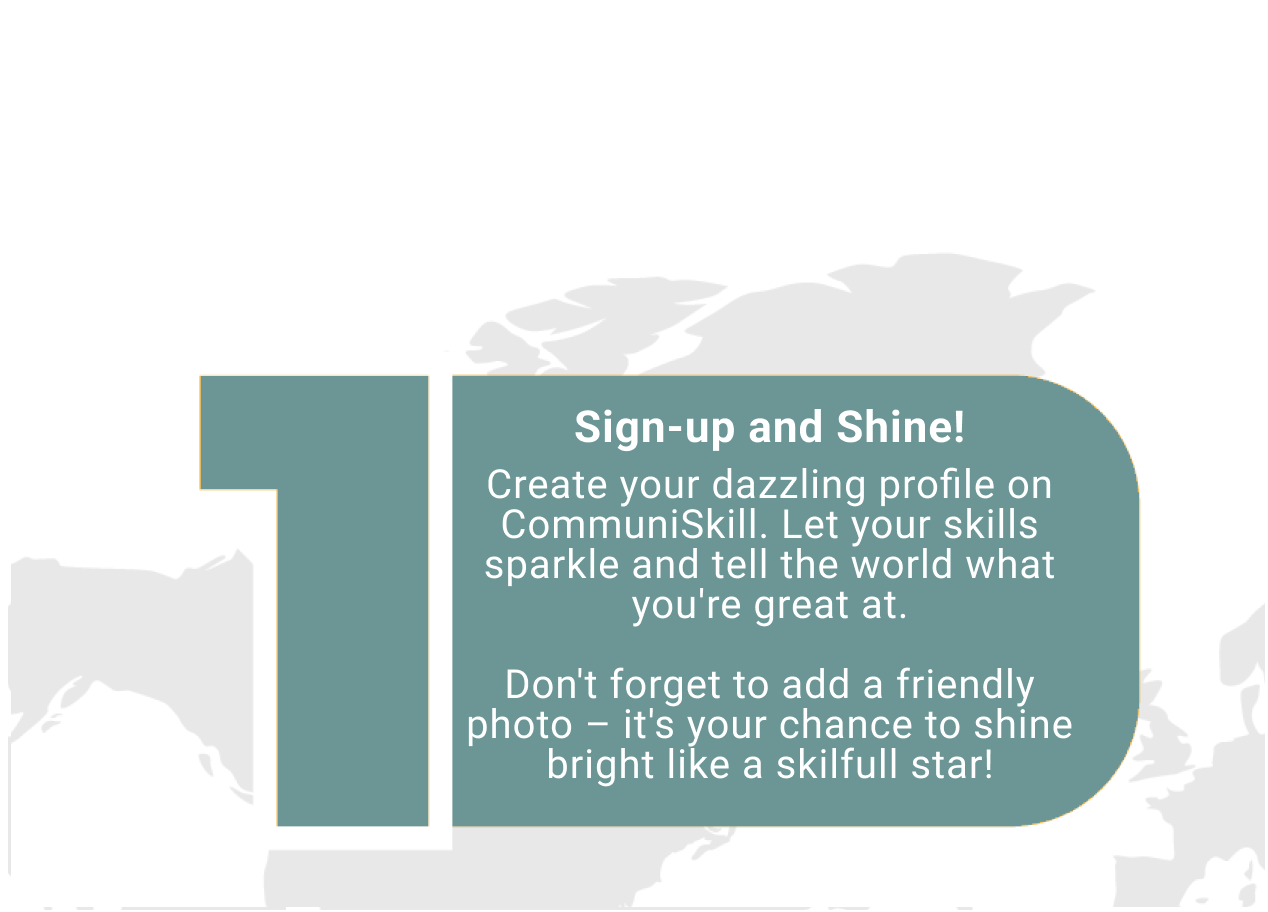 1
Sign-up and Shine!
Create your dazzling profile on
CommuniSkill. Let your skills
sparkle and tell the world what
you're great at.
Don't forget to add a friendly
photo – it's your chance to shine
bright like a skilfull star!